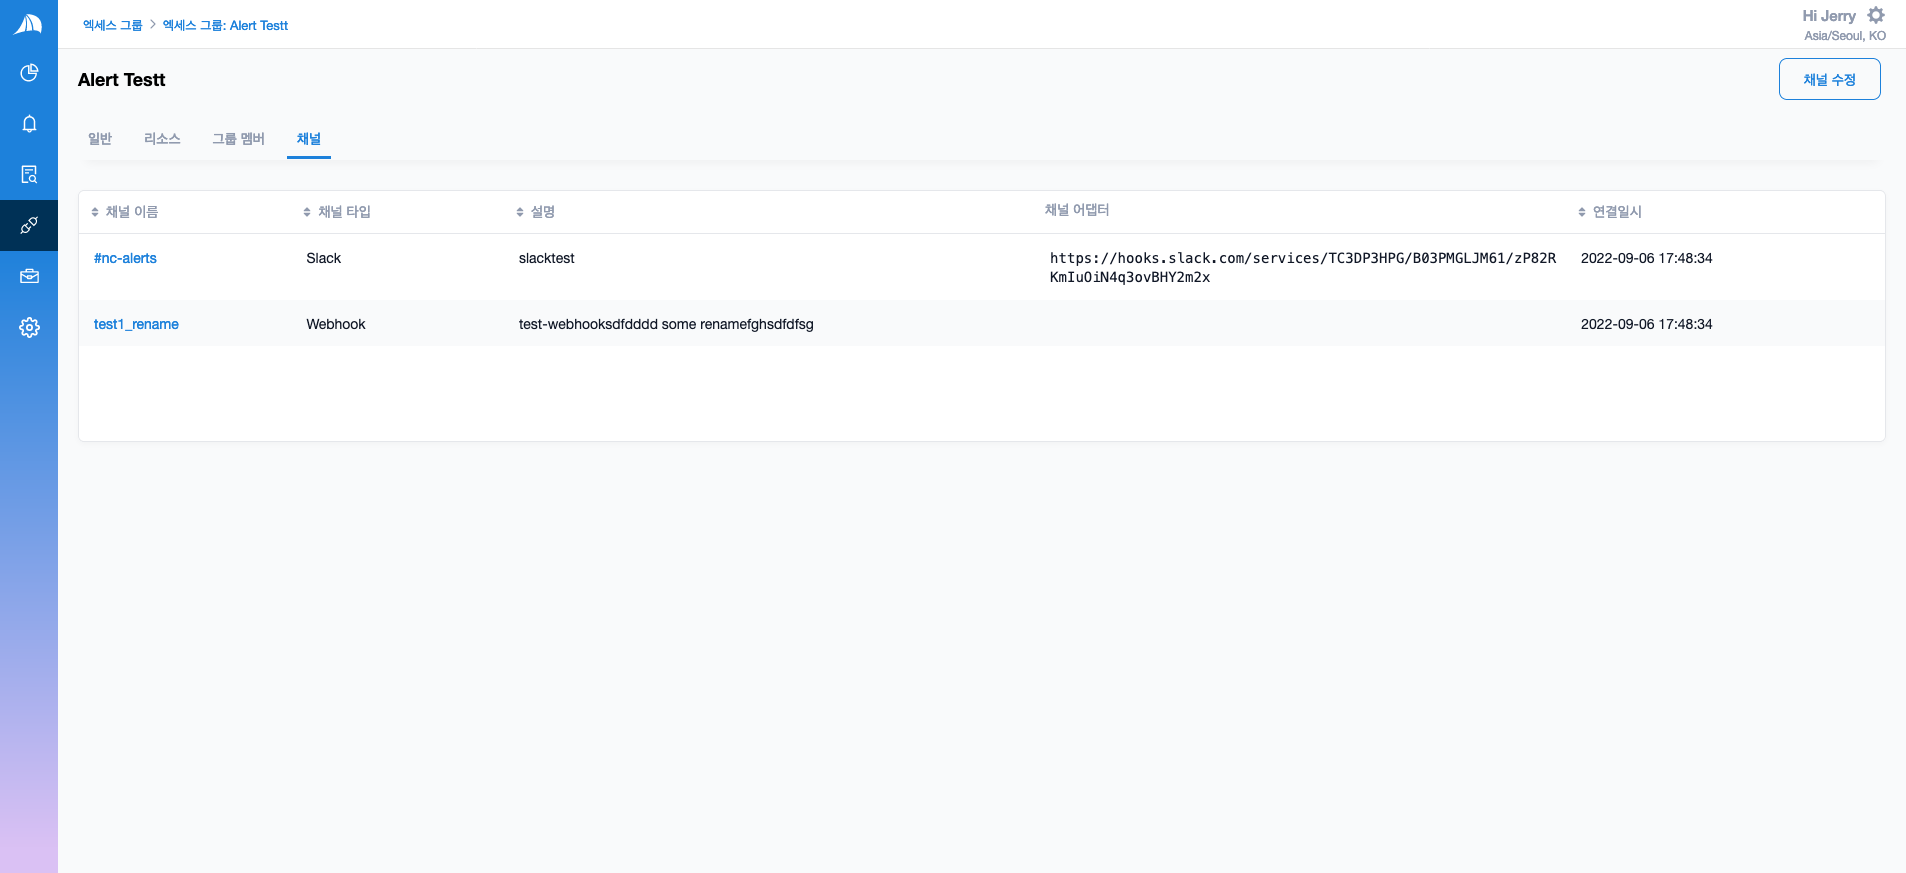 엑세스 그룹 > 엑세스 그룹: Alert Testt
Hi Jerry
Asia/Seoul, KO
Alert Testt
채널 수정
일반 리소스 그룹 멤버 채널
채널 이름 채널 타입 설명 채널 어댑터 연결일시
#nc-alerts Slack slacktest https://hooks.slack.com/services/TC3DP3HPG/B03PMGLJM61/zP82R 2022-09-06 17:48:34
KmIuOiN4q3ovBHY2m2x
test1_rename Webhook test-webhooksdfdddd some renamefghsdfdfsg 2022-09-06 17:48:34